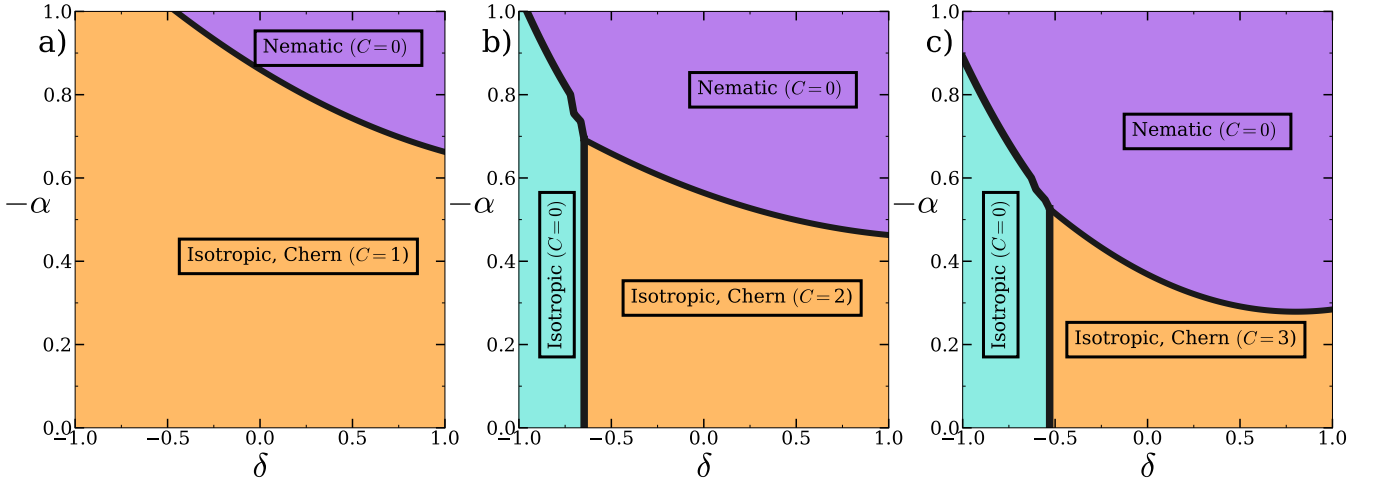 a)
Nematic (C=0)
Isotropic, Chern (C=1)
−α
1.0
0.8
0.6
0.4
0.2
0.0
−1.0 −0.5 0.0 0.5 1.0
δ
b)
Nematic (C=0)
Isotropic (C=0)
Isotropic, Chern (C=2)
−α
1.0
0.8
0.6
0.4
0.2
0.0
−1.0 −0.5 0.0 0.5 1.0
δ
c)
Nematic (C=0)
Isotropic (C=0)
Isotropic, Chern (C=3)
−α
1.0
0.8
0.6
0.4
0.2
0.0
−1.0 −0.5 0.0 0.5 1.0
δ